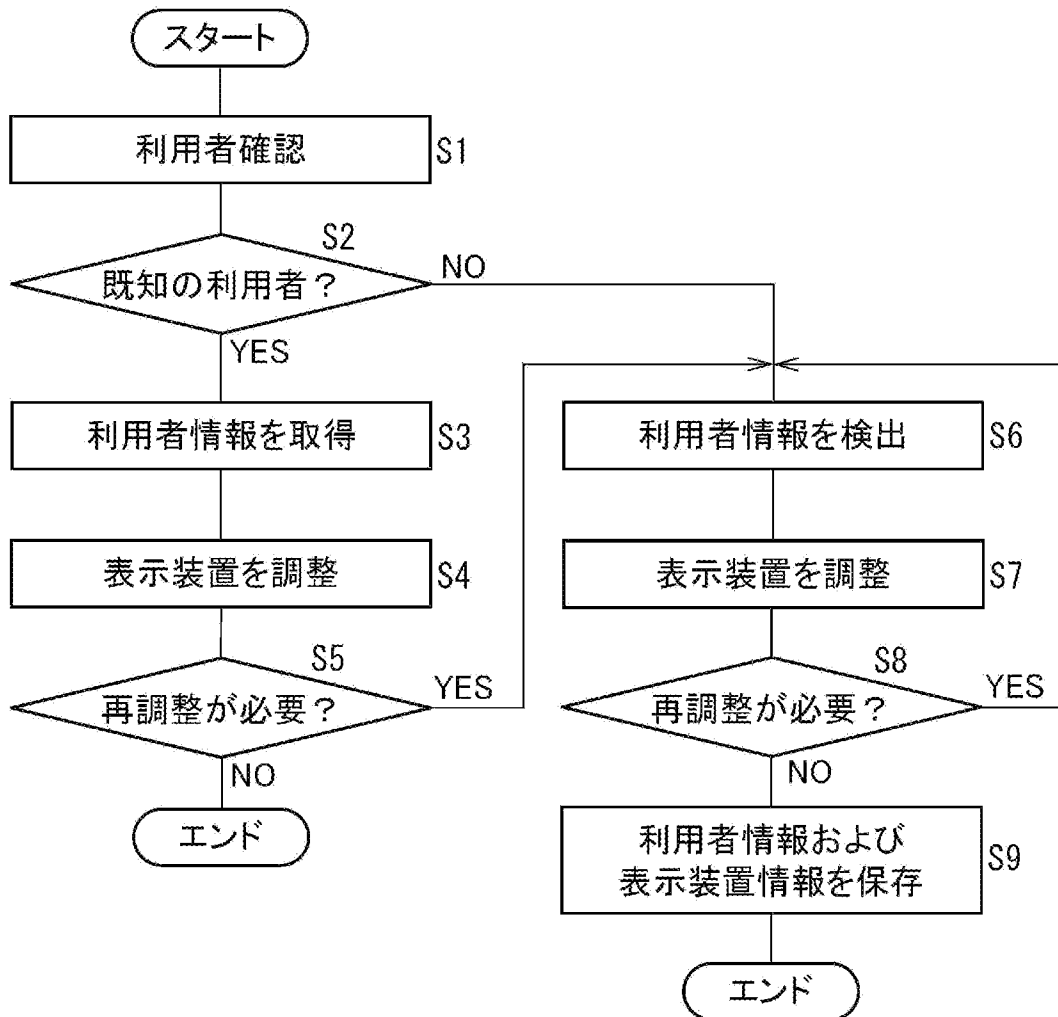 スタート
利用者確認
S1
S2
既知の利用者？
NO
YES
利用者情報を取得
S3
表示装置を調整
S4
S5
再調整が必要？
YES
NO
エンド
利用者情報を検出
S6
表示装置を調整
S7
S8
再調整が必要？
YES
NO
利用者情報および
表示装置情報を保存
S9
エンド